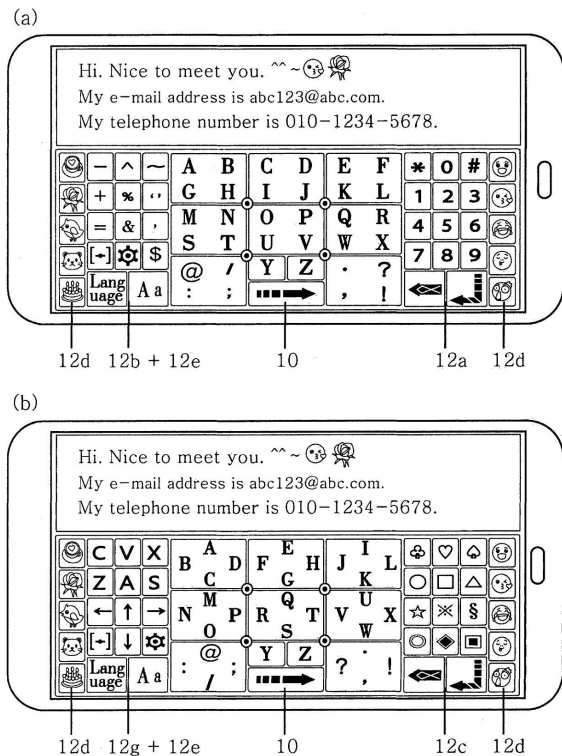 (a)
Hi. Nice to meet you. ^^ ~
My e-mail address is abc123@abc.com.
My telephone number is 010-1234-5678.
- ^ ~ A B C D E F * 0 #
+ % ‘ ’ G H I J K L 1 2 3
= & , M N O P Q R 4 5 6
S T U V W X
[-] $ @ / Y Z . ? 7 8 9
Lang
uage A a : ; , !
12d 12b + 12e 10 12a 12d
(b)
Hi. Nice to meet you. ^^ ~
My e-mail address is abc123@abc.com.
My telephone number is 010-1234-5678.
C V X A E I
B D F H J L
Z A S C G K
← ↑ → M Q U
N P R T V X ☆ ※ §
[-] ↓ O S W
@ Y Z .
Lang
uage A a : / ; ? , !
12d 12g + 12e 10 12c 12d